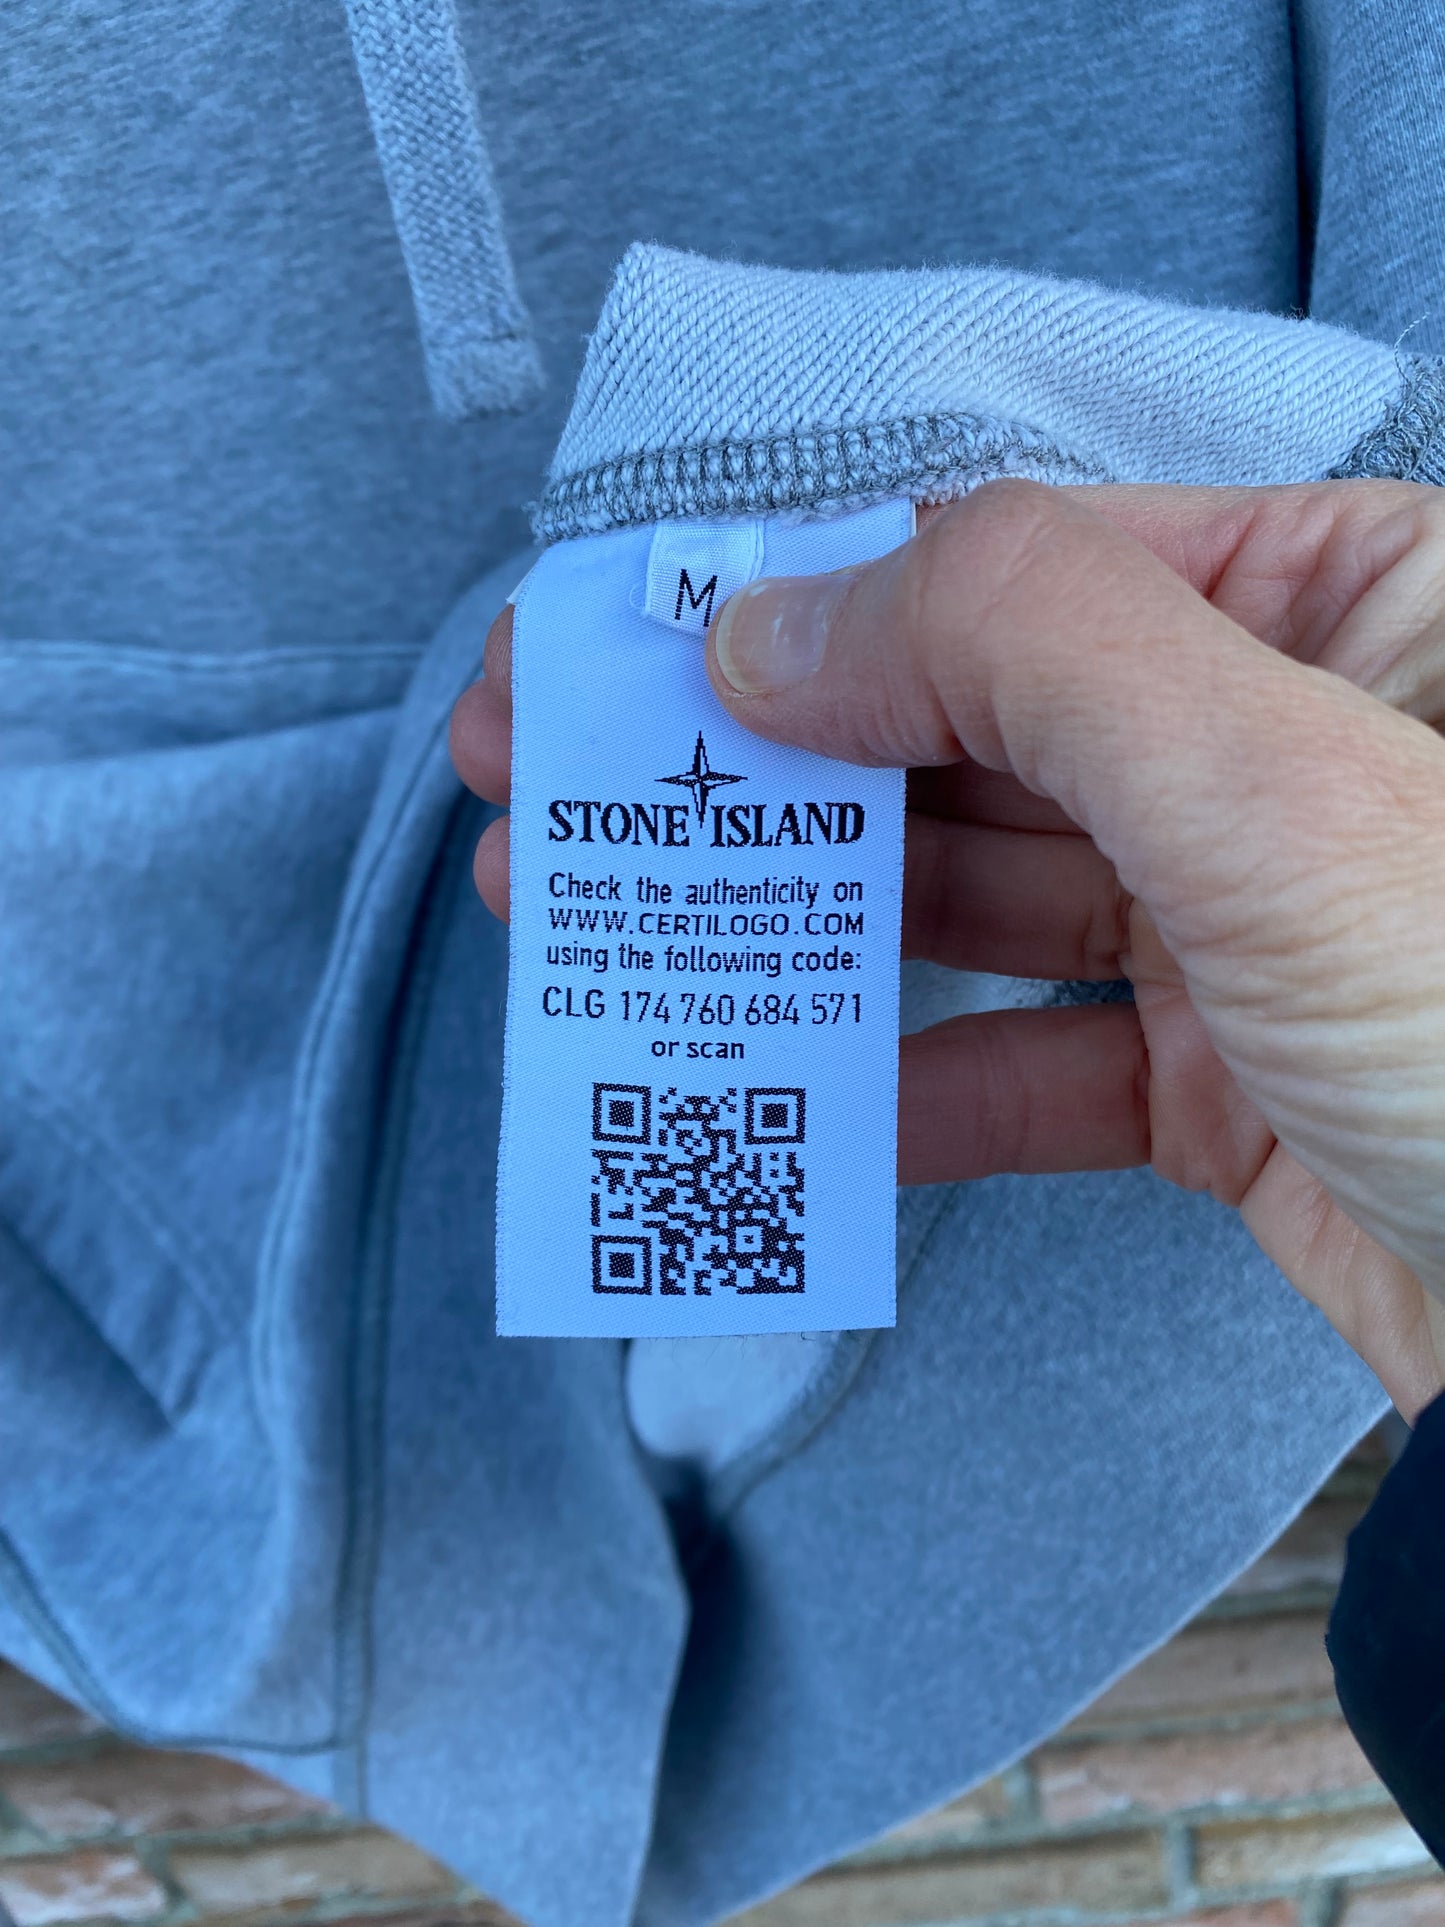 M
STONE ISLAND
Check the authenticity on
WWW.CERTILOGO.COM
using the following code:
CLG 174 760 684 571
or scan